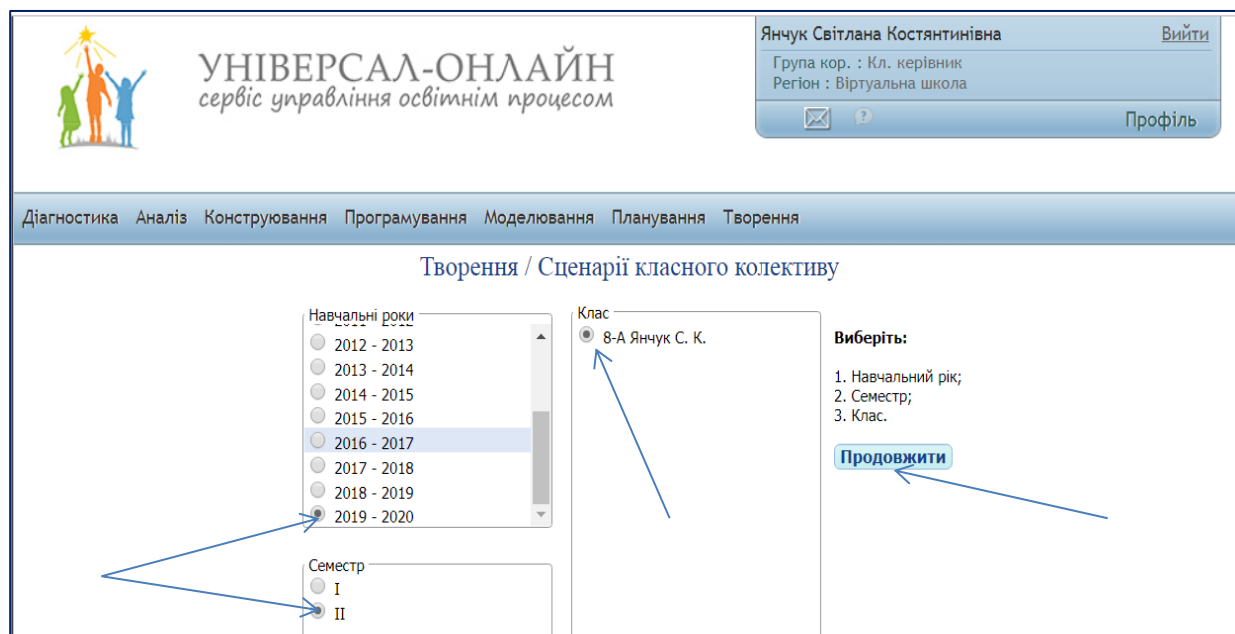 УНІВЕРСАЛ-ОНЛАЙН
сервіс управління освітнім процесом
Янчук Світлана Костянтинівна Вийти
Група кор. : Кл. керівник
Регіон : Віртуальна школа
Профіль
Діагностика Аналіз Конструювання Програмування Моделювання Планування Творення
Творення / Сценарії класного колективу
Навчальні роки
2011 - 2012
2012 - 2013
2013 - 2014
2014 - 2015
2015 - 2016
2016 - 2017
2017 - 2018
2018 - 2019
2019 - 2020
Семестр
I
II
Клас
8-А Янчук С. К.
Виберіть:
1. Навчальний рік;
2. Семестр;
3. Клас.
Продовжити